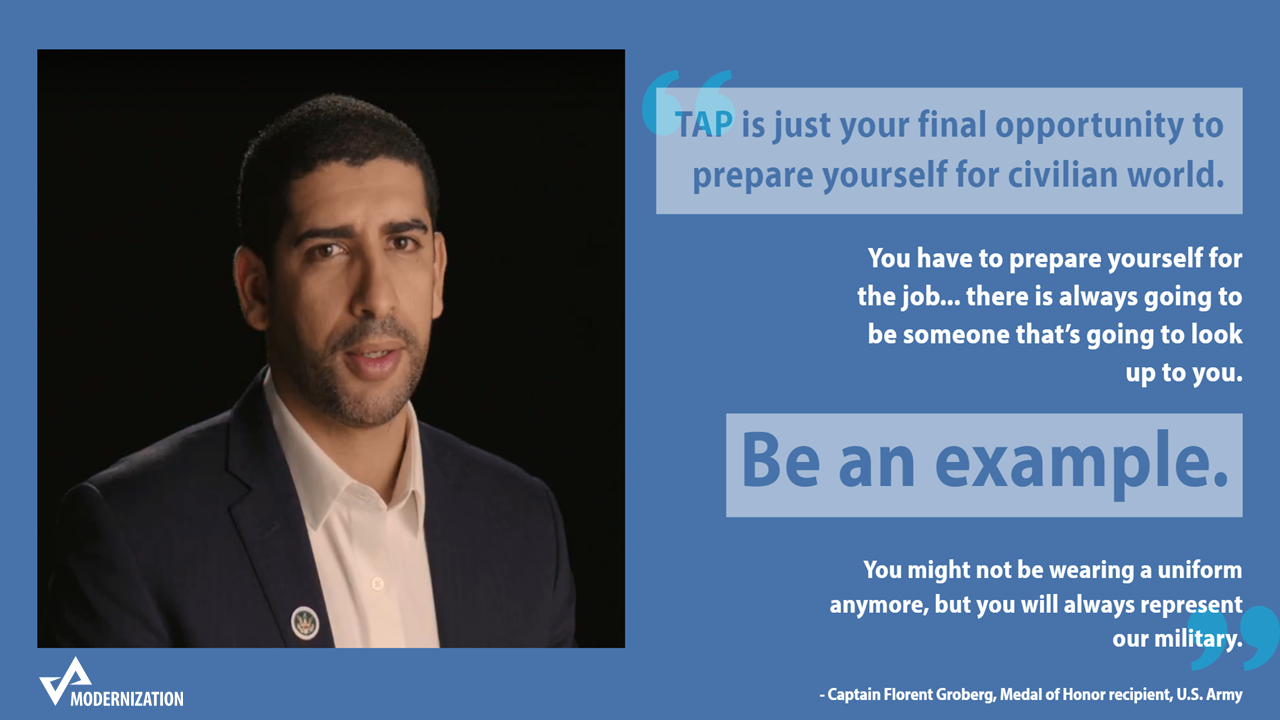 TAP is just your final opportunity to
prepare yourself for civilian world.
You have to prepare yourself for
the job... there is always going to
be someone that's going to look
up to you.
Be an example.
You might not be wearing a uniform
anymore, but you will always represent
our military.
- Captain Florent Groberg, Medal of Honor recipient, U.S. Army
MODERNIZATION